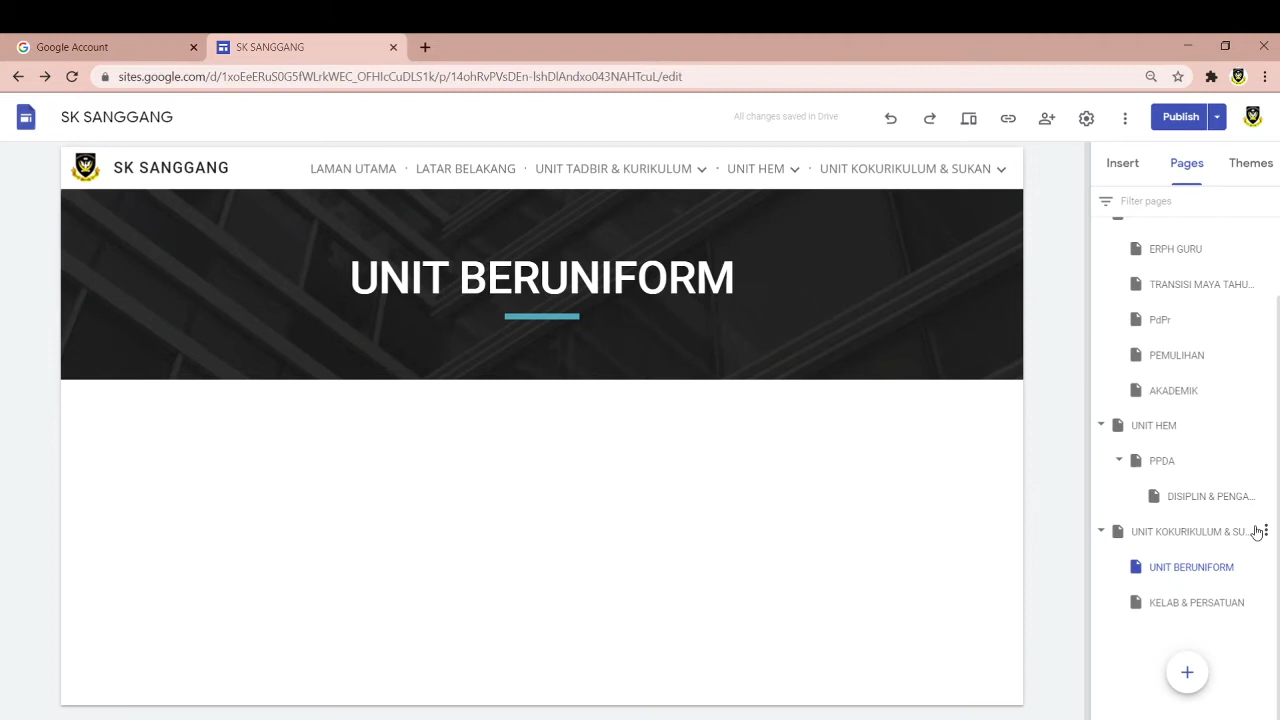 Google Account
SK SANGGANG
sites.google.com/d/1xoEeERuS0G5fWLrkWEC_OFHIcCuDLS1k/p/14ohRvPVsDEn-lshDlAndxo043NAHTcuL/edit
SK SANGGANG
All changes saved in Drive
Publish
SK SANGGANG
LAMAN UTAMA
LATAR BELAKANG
UNIT TADBIR & KURIKULUM
UNIT HEM
UNIT KOKURIKULUM & SUKAN
UNIT BERUNIFORM
Insert
Pages
Themes
Filter pages
ERPH GURU
TRANSISI MAYA TAHU...
PdPr
PEMULIHAN
AKADEMIK
UNIT HEM
PPDA
DISIPLIN & PENGA...
UNIT KOKURIKULUM & SU...
UNIT BERUNIFORM
KELAB & PERSATUAN